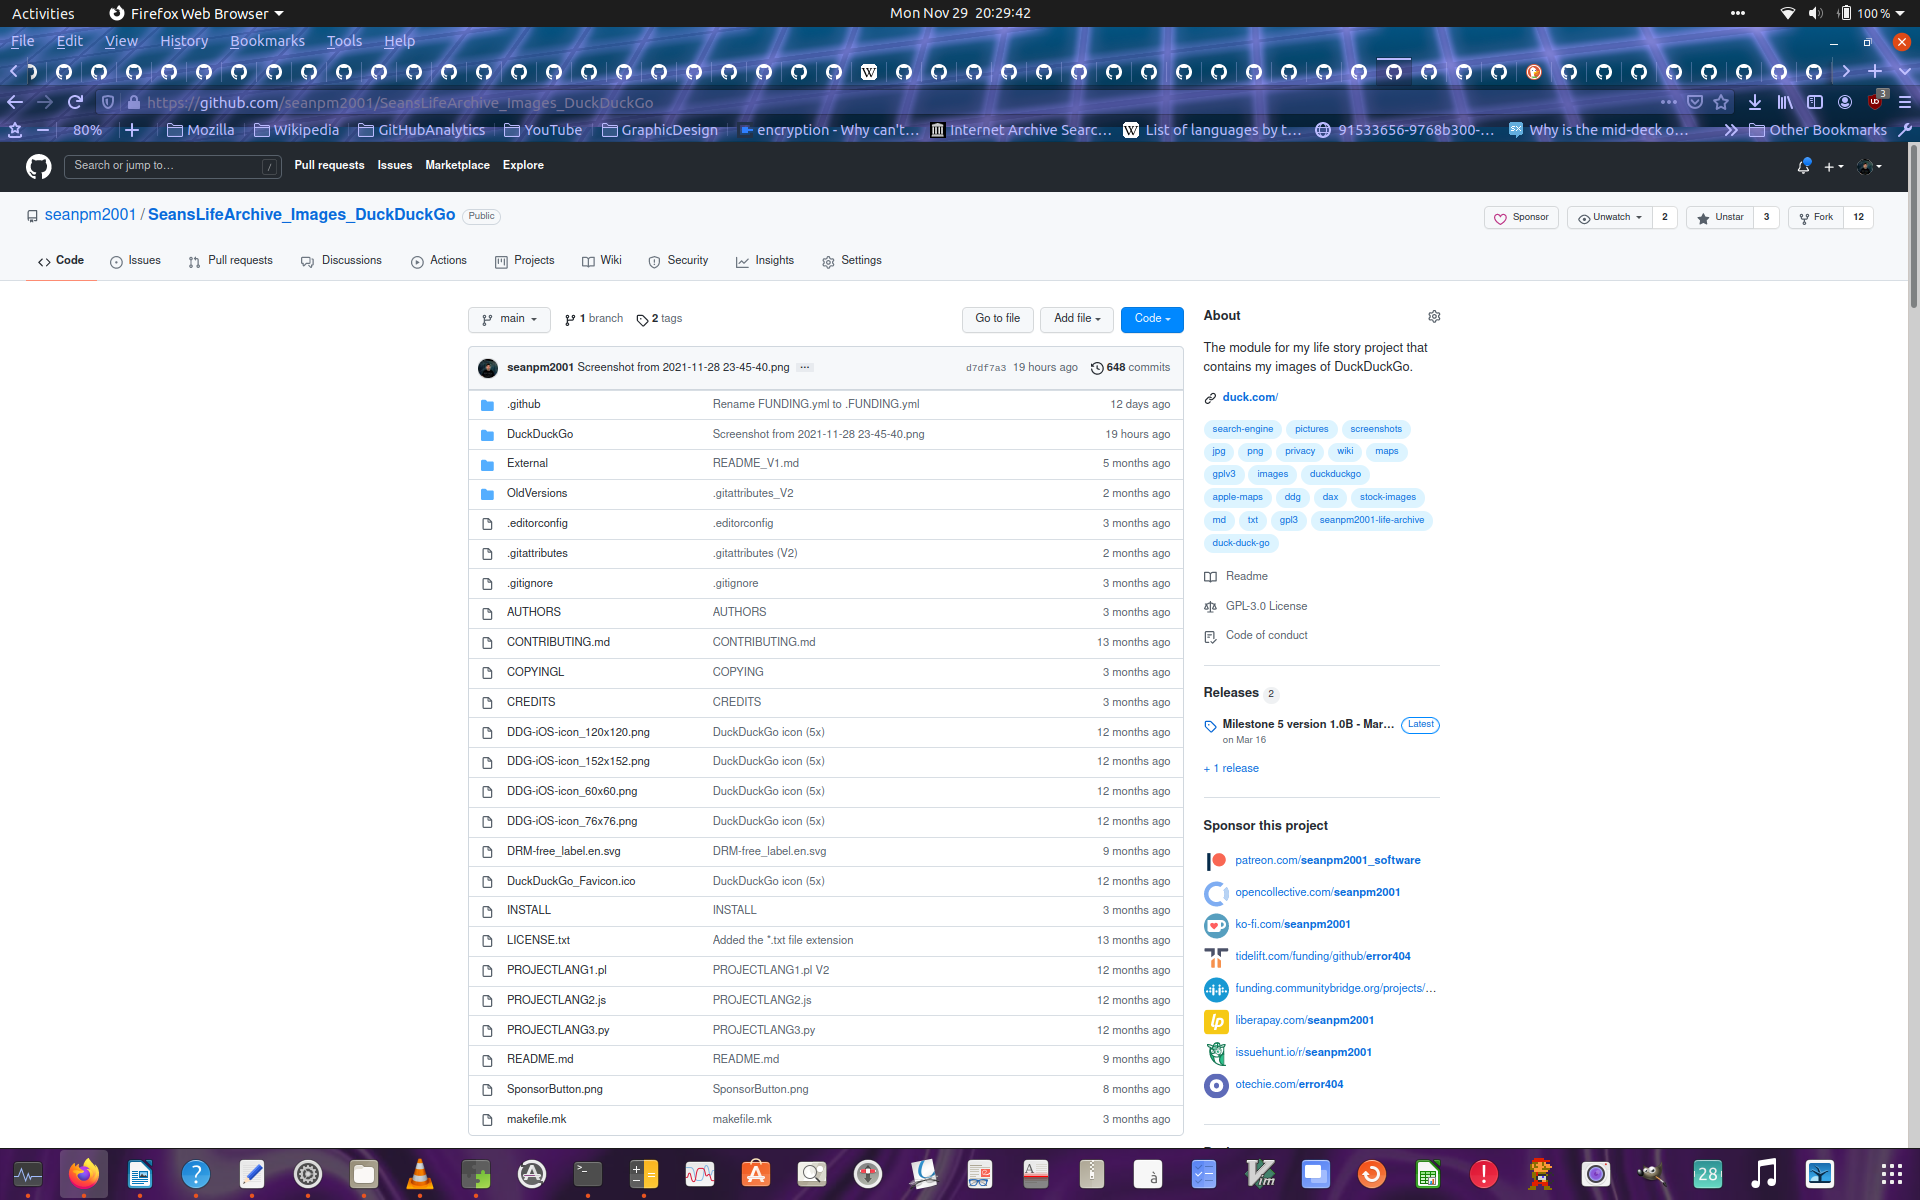 Activities Firefox Web Browser Mon Nov 29 20:29:42 100 %
File Edit View History Bookmarks Tools Help
https://github.com/seanpm2001/SeansLifeArchive_Images_DuckDuckGo 3
80% Mozilla Wikipedia GitHubAnalytics YouTube GraphicDesign encryption - Why can't… Internet Archive Searc… List of languages by t… 91533656-9768b300-… Why is the mid-deck o… Other Bookmarks
Search or jump to… / Pull requests Issues Marketplace Explore
seanpm2001 / SeansLifeArchive_Images_DuckDuckGo Public Sponsor Unwatch 2 Unstar 3 Fork 12
Code Issues Pull requests Discussions Actions Projects Wiki Security Insights Settings
main 1 branch 2 tags Go to file Add file Code
seanpm2001 Screenshot from 2021-11-28 23-45-40.png … d7df7a3 19 hours ago 648 commits
.github Rename FUNDING.yml to .FUNDING.yml 12 days ago
DuckDuckGo Screenshot from 2021-11-28 23-45-40.png 19 hours ago
External README_V1.md 5 months ago
OldVersions .gitattributes_V2 2 months ago
.editorconfig .editorconfig 3 months ago
.gitattributes .gitattributes (V2) 2 months ago
.gitignore .gitignore 3 months ago
AUTHORS AUTHORS 3 months ago
CONTRIBUTING.md CONTRIBUTING.md 13 months ago
COPYINGL COPYING 3 months ago
CREDITS CREDITS 3 months ago
DDG-iOS-icon_120x120.png DuckDuckGo icon (5x) 12 months ago
DDG-iOS-icon_152x152.png DuckDuckGo icon (5x) 12 months ago
DDG-iOS-icon_60x60.png DuckDuckGo icon (5x) 12 months ago
DDG-iOS-icon_76x76.png DuckDuckGo icon (5x) 12 months ago
DRM-free_label.en.svg DRM-free_label.en.svg 9 months ago
DuckDuckGo_Favicon.ico DuckDuckGo icon (5x) 12 months ago
INSTALL INSTALL 3 months ago
LICENSE.txt Added the *.txt file extension 13 months ago
PROJECTLANG1.pl PROJECTLANG1.pl V2 12 months ago
PROJECTLANG2.js PROJECTLANG2.js 12 months ago
PROJECTLANG3.py PROJECTLANG3.py 12 months ago
README.md README.md 9 months ago
SponsorButton.png SponsorButton.png 8 months ago
makefile.mk makefile.mk 3 months ago
About
The module for my life story project that
contains my images of DuckDuckGo.
duck.com/
search-engine pictures screenshots
jpg png privacy wiki maps
gplv3 images duckduckgo
apple-maps ddg dax stock-images
md txt gpl3 seanpm2001-life-archive
duck-duck-go
Readme
GPL-3.0 License
Code of conduct
Releases 2
Milestone 5 version 1.0B - Mar… Latest
on Mar 16
+ 1 release
Sponsor this project
patreon.com/seanpm2001_software
opencollective.com/seanpm2001
ko-fi.com/seanpm2001
tidelift.com/funding/github/error404
funding.communitybridge.org/projects/…
liberapay.com/seanpm2001
issuehunt.io/r/seanpm2001
otechie.com/error404
28